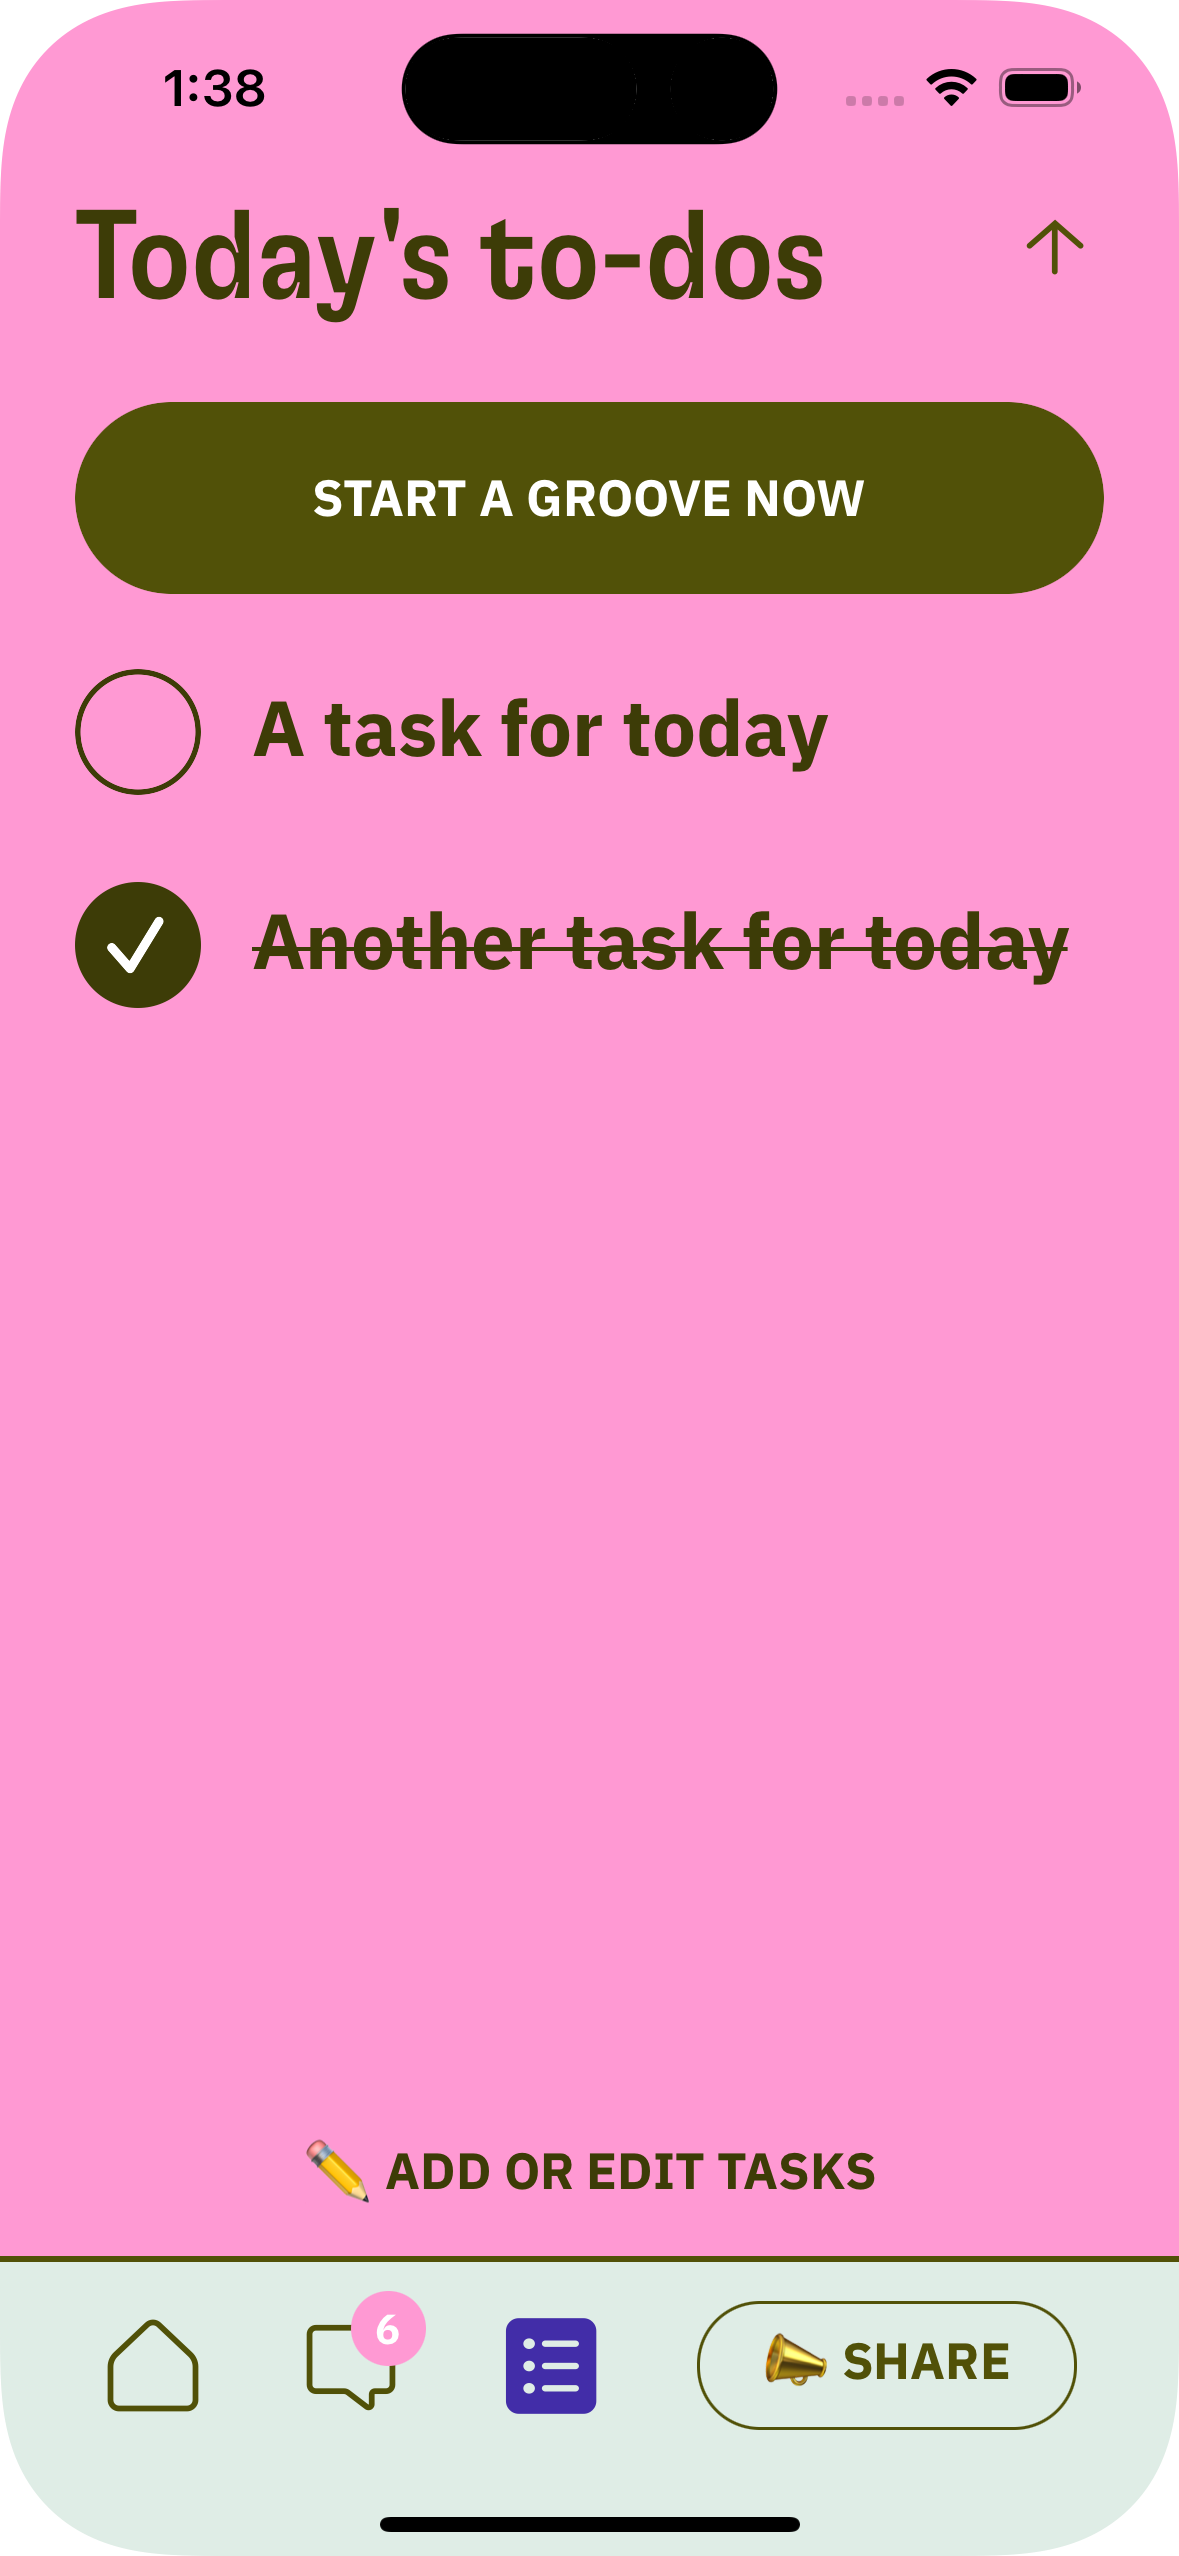 1:38
Today's to-dos
START A GROOVE NOW
A task for today
Another task for today
✏️ ADD OR EDIT TASKS
6
SHARE